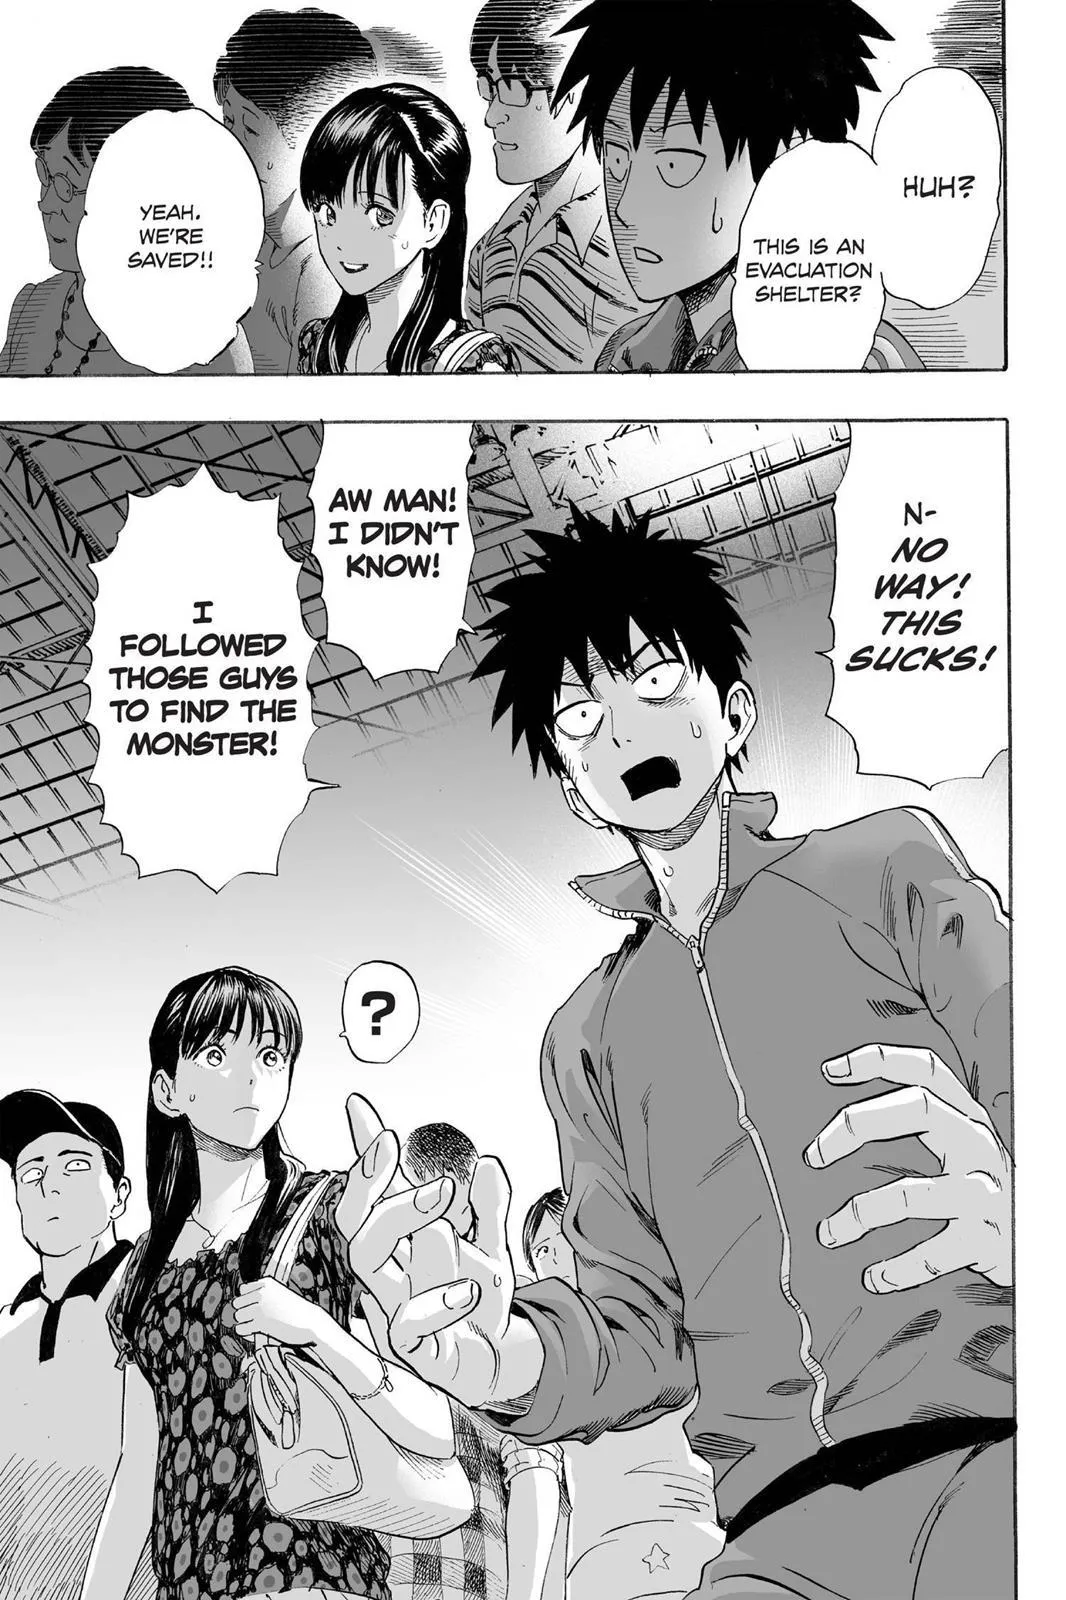 HUH?
THIS IS AN
EVACUATION
SHELTER?
YEAH.
WE'RE
SAVED!!
N-
NO
WAY!
THIS
SUCKS!
AW MAN!
I DIDN'T
KNOW!
I
FOLLOWED
THOSE GUYS
TO FIND THE
MONSTER!
?